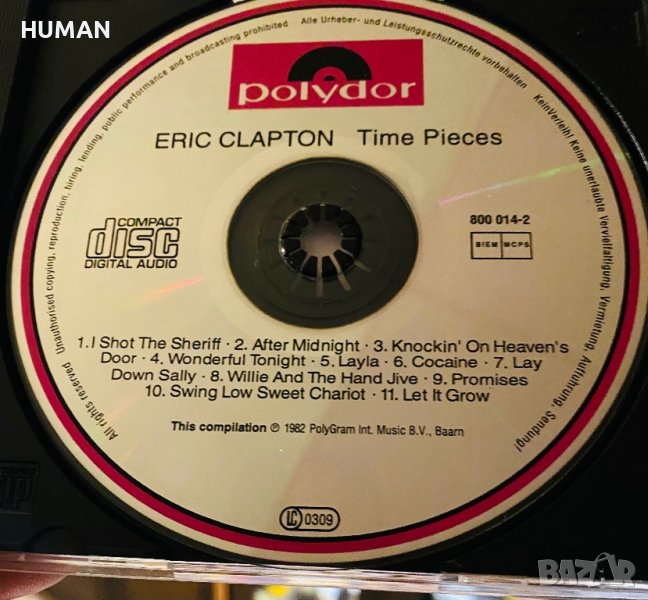 HUMAN
All rights reserved Unauthorised copying, reproduction, hiring, lending, public performance and broadcasting prohibited
Alle Urheber- und Leistungsschutzrechte vorbehalten
Kein Verleih! Keine unerlaubte Vervielfältigung, Vermietung, Aufführung, Sendung!
polydor
ERIC CLAPTON Time Pieces
COMPACT
disc
DIGITAL AUDIO
800 014-2
BIEM MCPS
1.I Shot The Sheriff · 2. After Midnight · 3. Knockin' On Heaven's
Door · 4. Wonderful Tonight · 5. Layla · 6. Cocaine · 7. Lay
Down Sally · 8. Willie And The Hand Jive · 9. Promises
10. Swing Low Sweet Chariot · 11. Let It Grow
This compilation ℗ 1982 PolyGram Int. Music B.V., Baarn
LC 0309
BAZAR